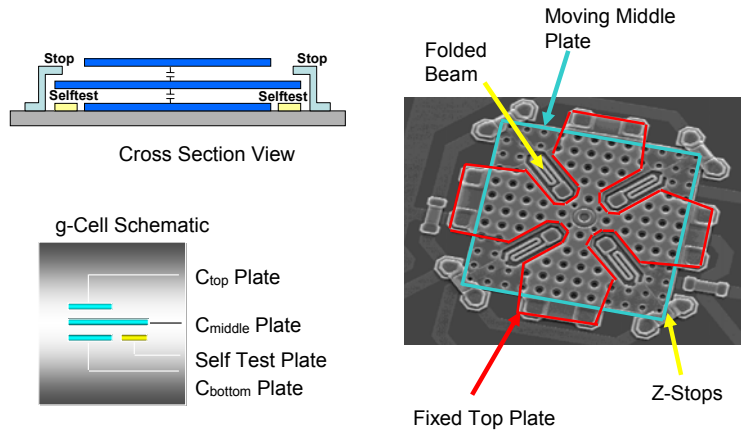 Stop
Stop
Selftest
Selftest
Cross Section View
g-Cell Schematic
Ctop Plate
Cmiddle Plate
Self Test Plate
Cbottom Plate
Moving Middle
Plate
Folded
Beam
Z-Stops
Fixed Top Plate